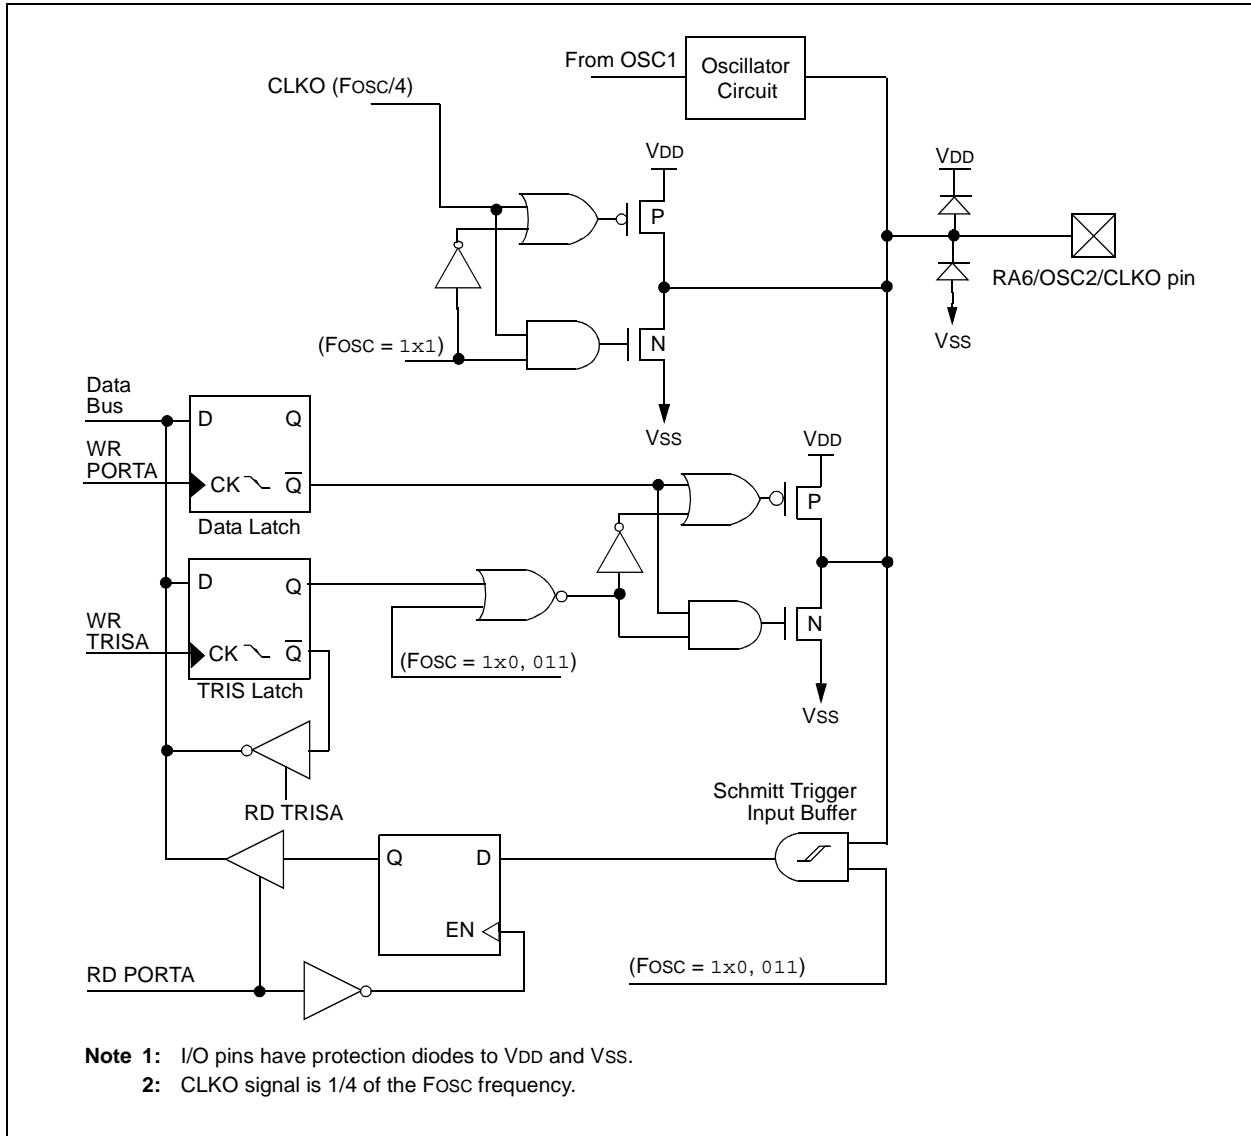 From OSC1
Oscillator
Circuit
CLKO (FOSC/4)
VDD
P
VDD
RA6/OSC2/CLKO pin
VSS
(FOSC = 1x1)
N
VSS
Data
Bus
D
Q
WR
PORTA
CK
Q
Data Latch
VDD
P
D
Q
WR
TRISA
CK
Q
TRIS Latch
(FOSC = 1x0, 011)
N
VSS
RD TRISA
Schmitt Trigger
Input Buffer
Q
D
EN
RD PORTA
(FOSC = 1x0, 011)
Note 1: I/O pins have protection diodes to VDD and VSS.
2: CLKO signal is 1/4 of the FOSC frequency.